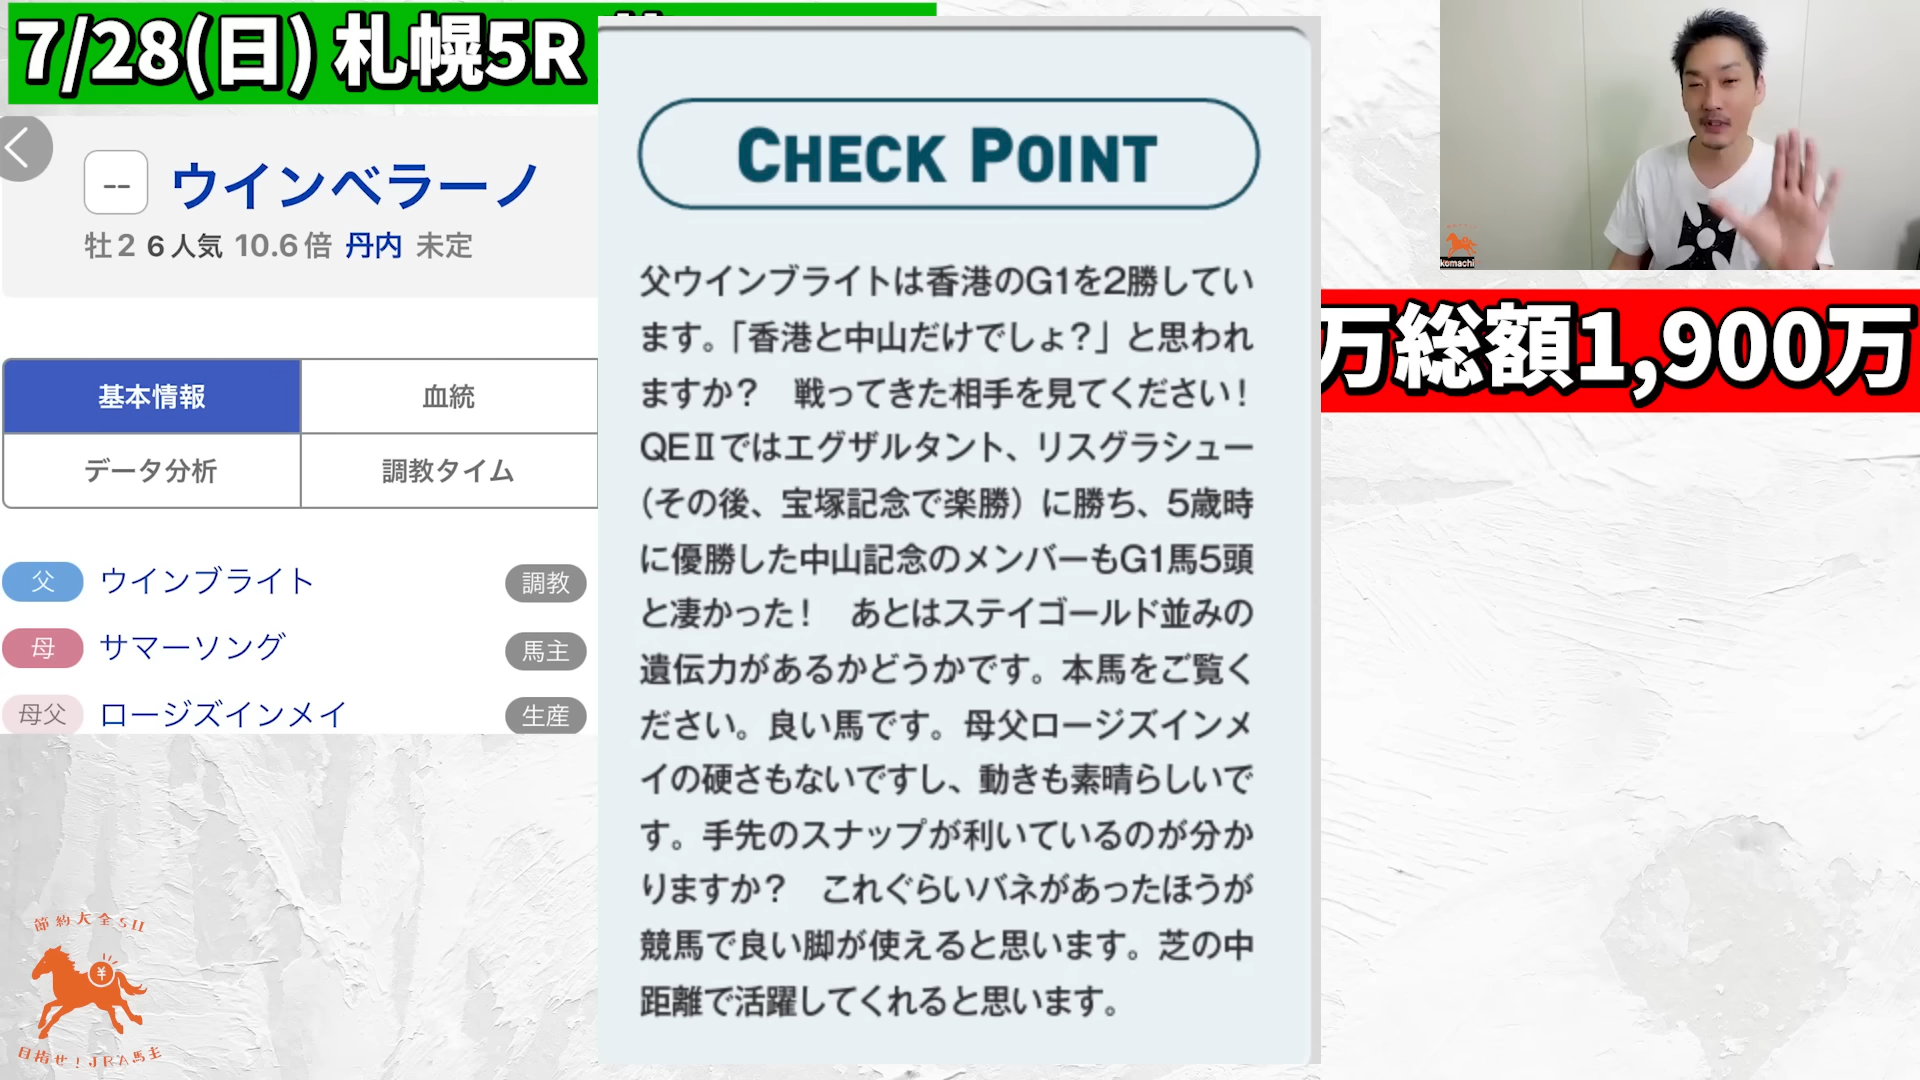 7/28(日) 札幌5R
--
ウインベラーノ
牡2 6人気 10.6倍 丹内 未定
基本情報
血統
データ分析
調教タイム
父 ウインブライト 調教
母 サマーソング 馬主
母父 ロージズインメイ 生産
節約大全SII
¥
目指せ!JRA馬主
CHECK POINT
父ウインブライトは香港のG1を2勝してい
ます。「香港と中山だけでしょ?」と思われ
ますか? 戦ってきた相手を見てください!
QEⅡではエグザルタント、リスグラシュー
(その後、宝塚記念で楽勝)に勝ち、5歳時
に優勝した中山記念のメンバーもG1馬5頭
と凄かった! あとはステイゴールド並みの
遺伝力があるかどうかです。本馬をご覧く
ださい。良い馬です。母父ロージズインメ
イの硬さもないですし、動きも素晴らしいで
す。手先のスナップが利いているのが分か
りますか? これぐらいバネがあったほうが
競馬で良い脚が使えると思います。芝の中
距離で活躍してくれると思います。
komachi
万総額1,900万